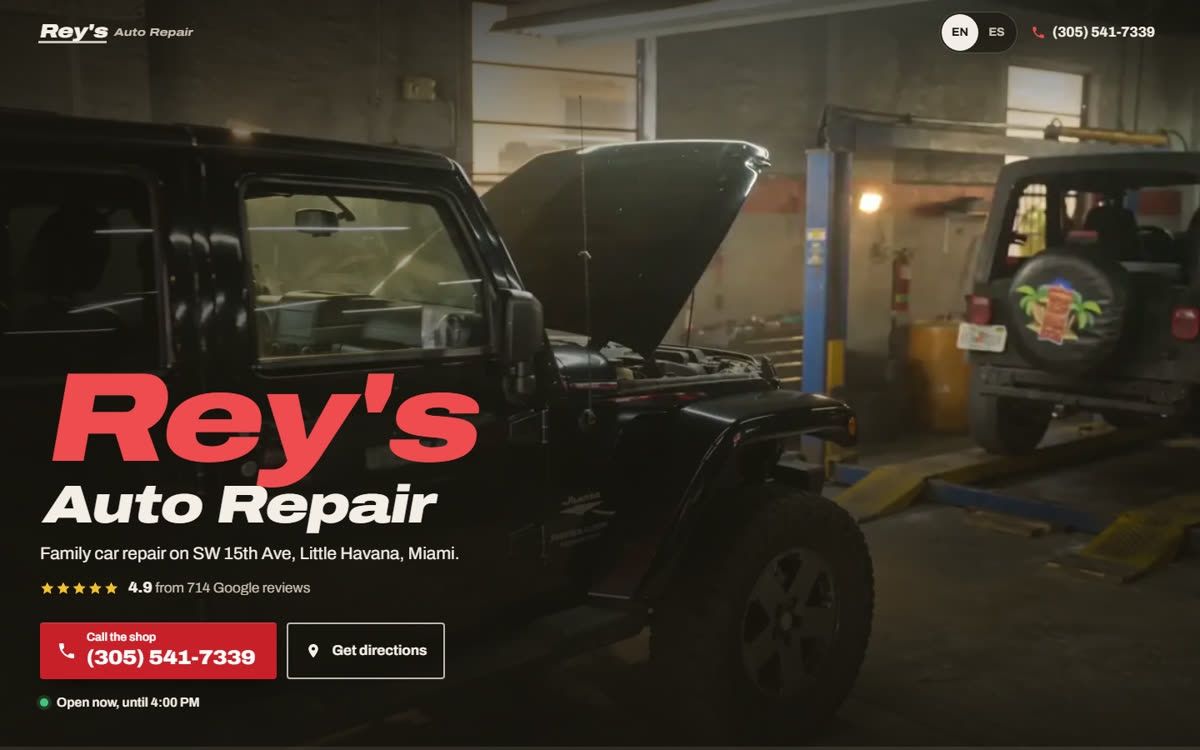 Rey's Auto Repair
EN ES
(305) 541-7339
Rey's
Auto Repair
Family car repair on SW 15th Ave, Little Havana, Miami.
4.9 from 714 Google reviews
Call the shop
(305) 541-7339
Get directions
Open now, until 4:00 PM